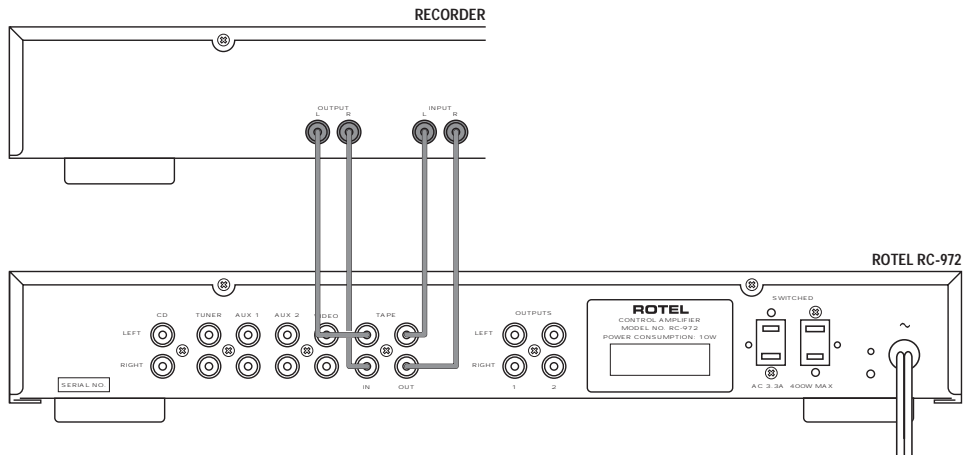 RECORDER
OUTPUT
L R
INPUT
L R
ROTEL RC-972
CD TUNER AUX 1 AUX 2 VIDEO TAPE
LEFT
RIGHT
IN OUT
SERIAL NO.
OUTPUTS
LEFT
RIGHT
1 2
ROTEL
CONTROL AMPLIFIER
MODEL NO. RC-972
POWER CONSUMPTION: 10W
SWITCHED
AC 3.3A 400W MAX
~